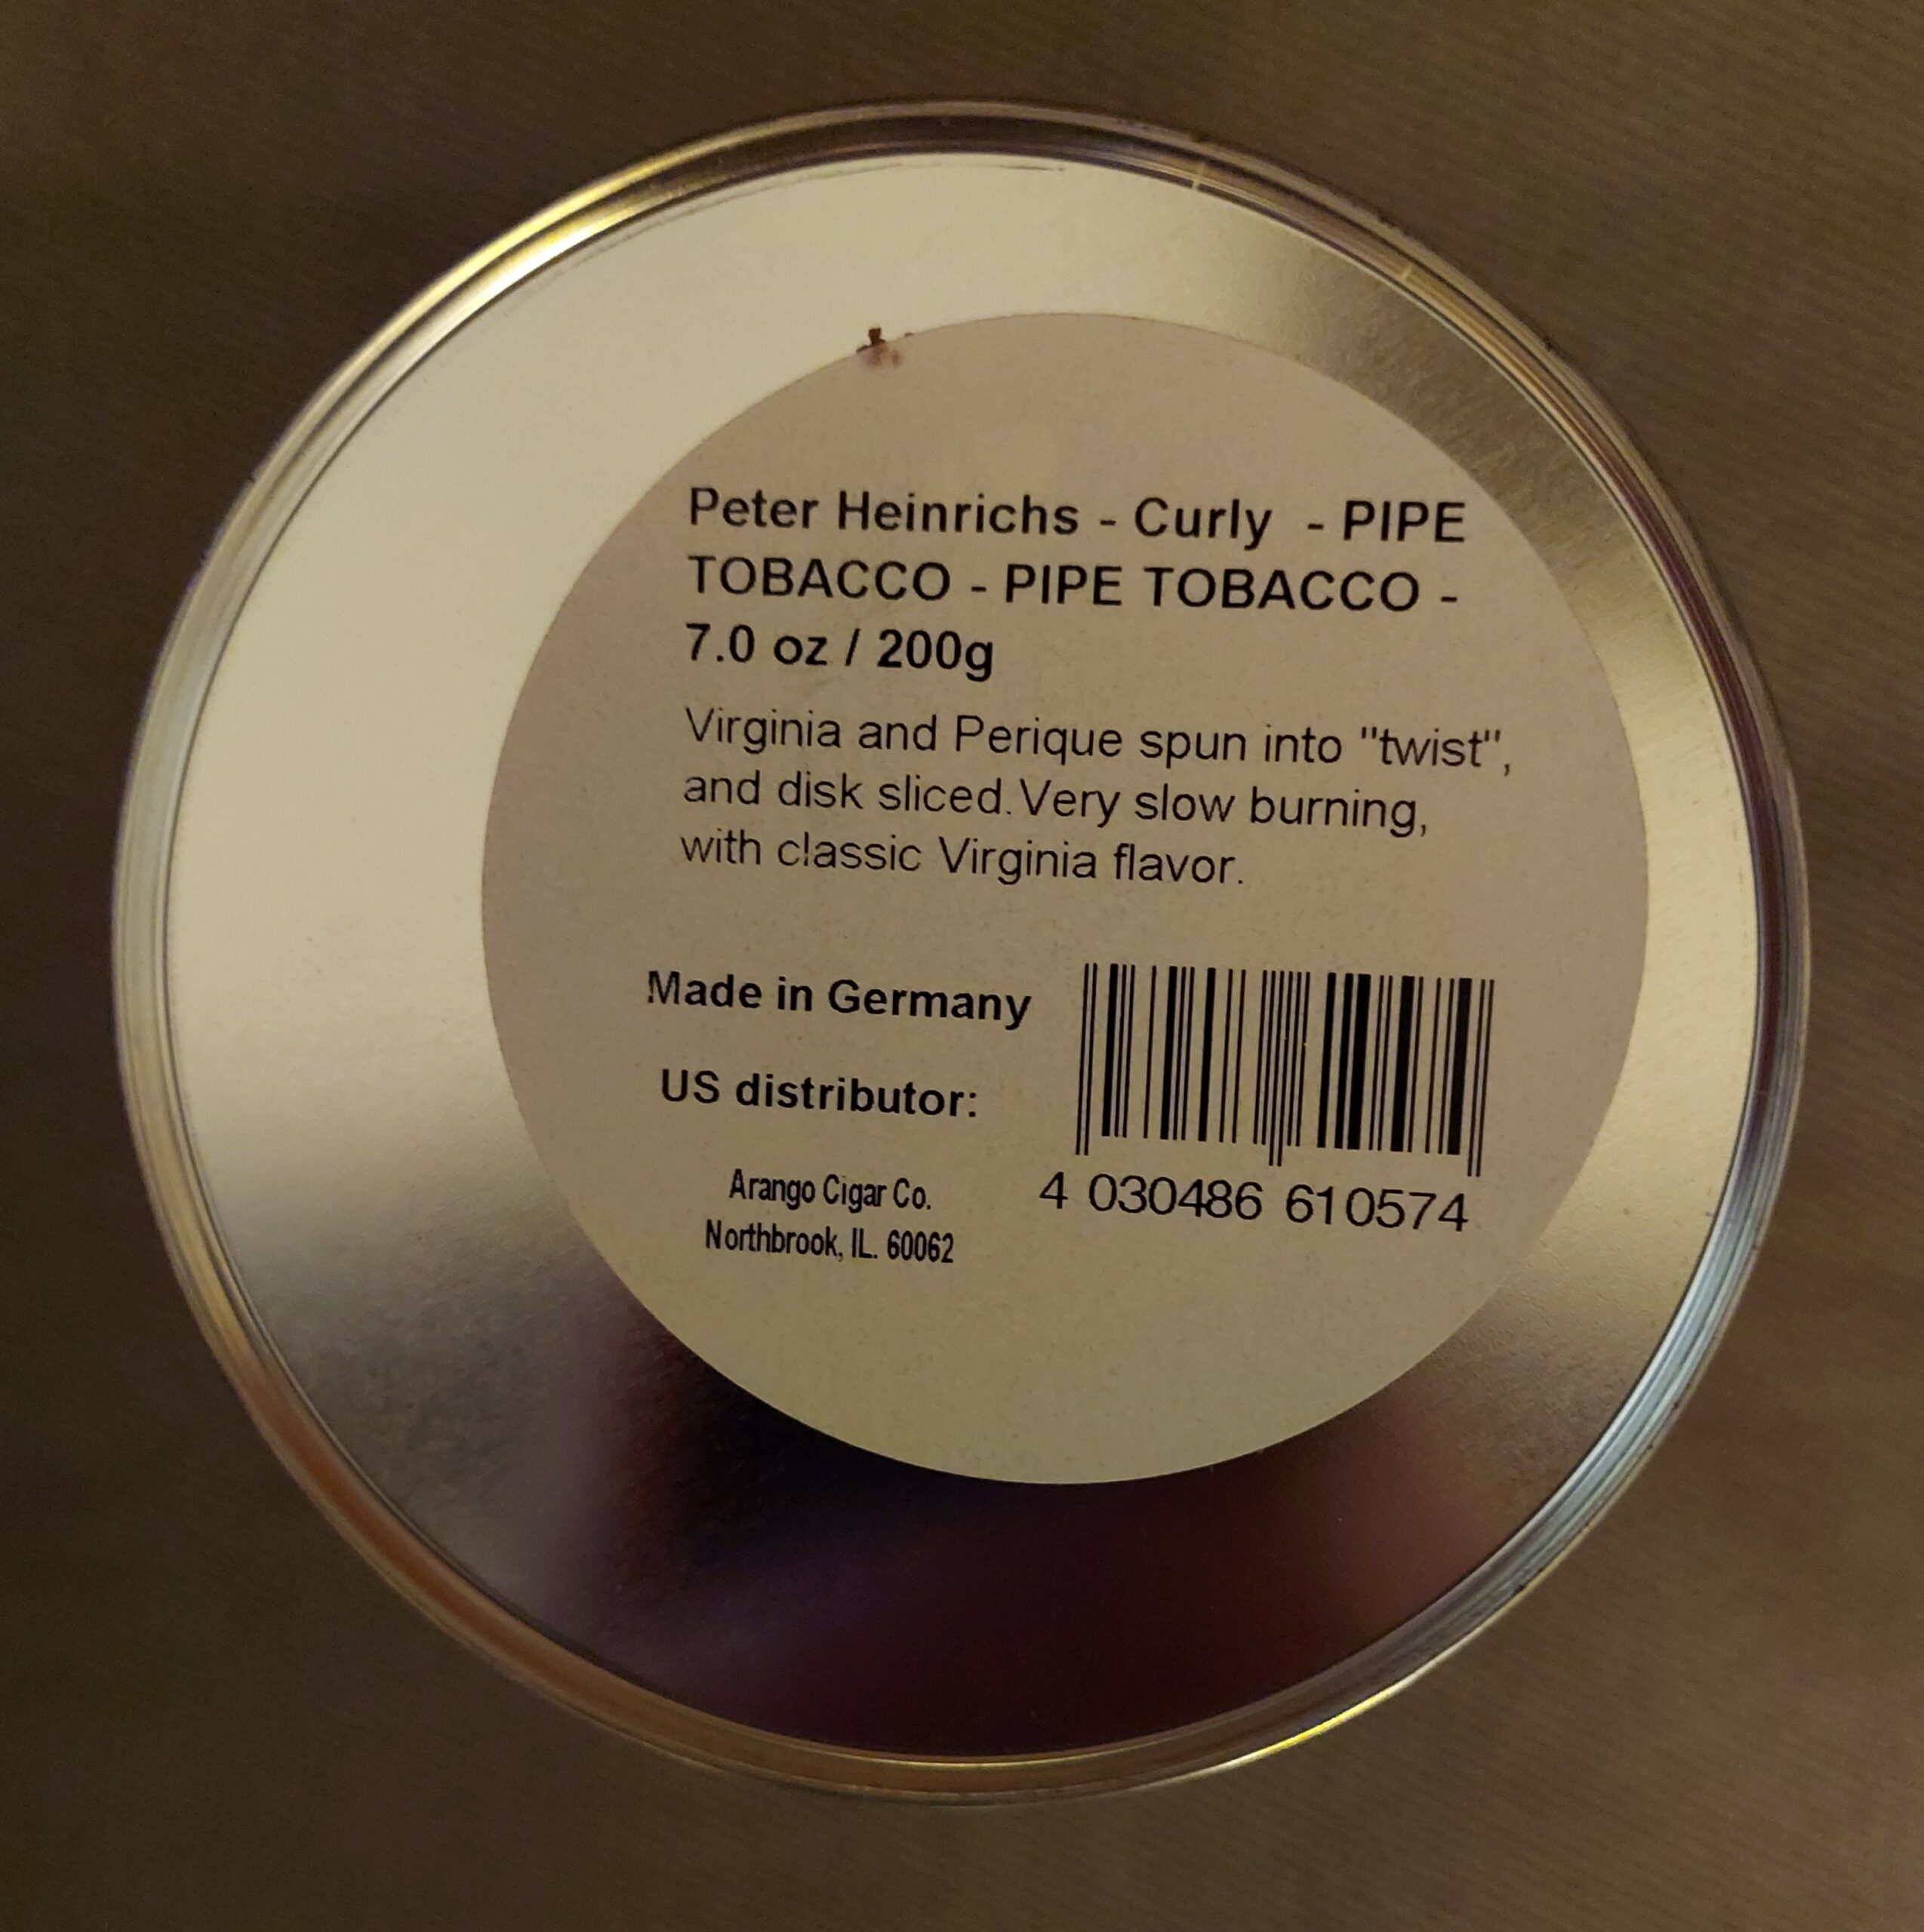 Peter Heinrichs - Curly - PIPE
TOBACCO - PIPE TOBACCO -
7.0 oz / 200g
Virginia and Perique spun into "twist",
and disk sliced. Very slow burning,
with classic Virginia flavor.
Made in Germany
US distributor:
Arango Cigar Co.
Northbrook, IL. 60062
4 030486 610574